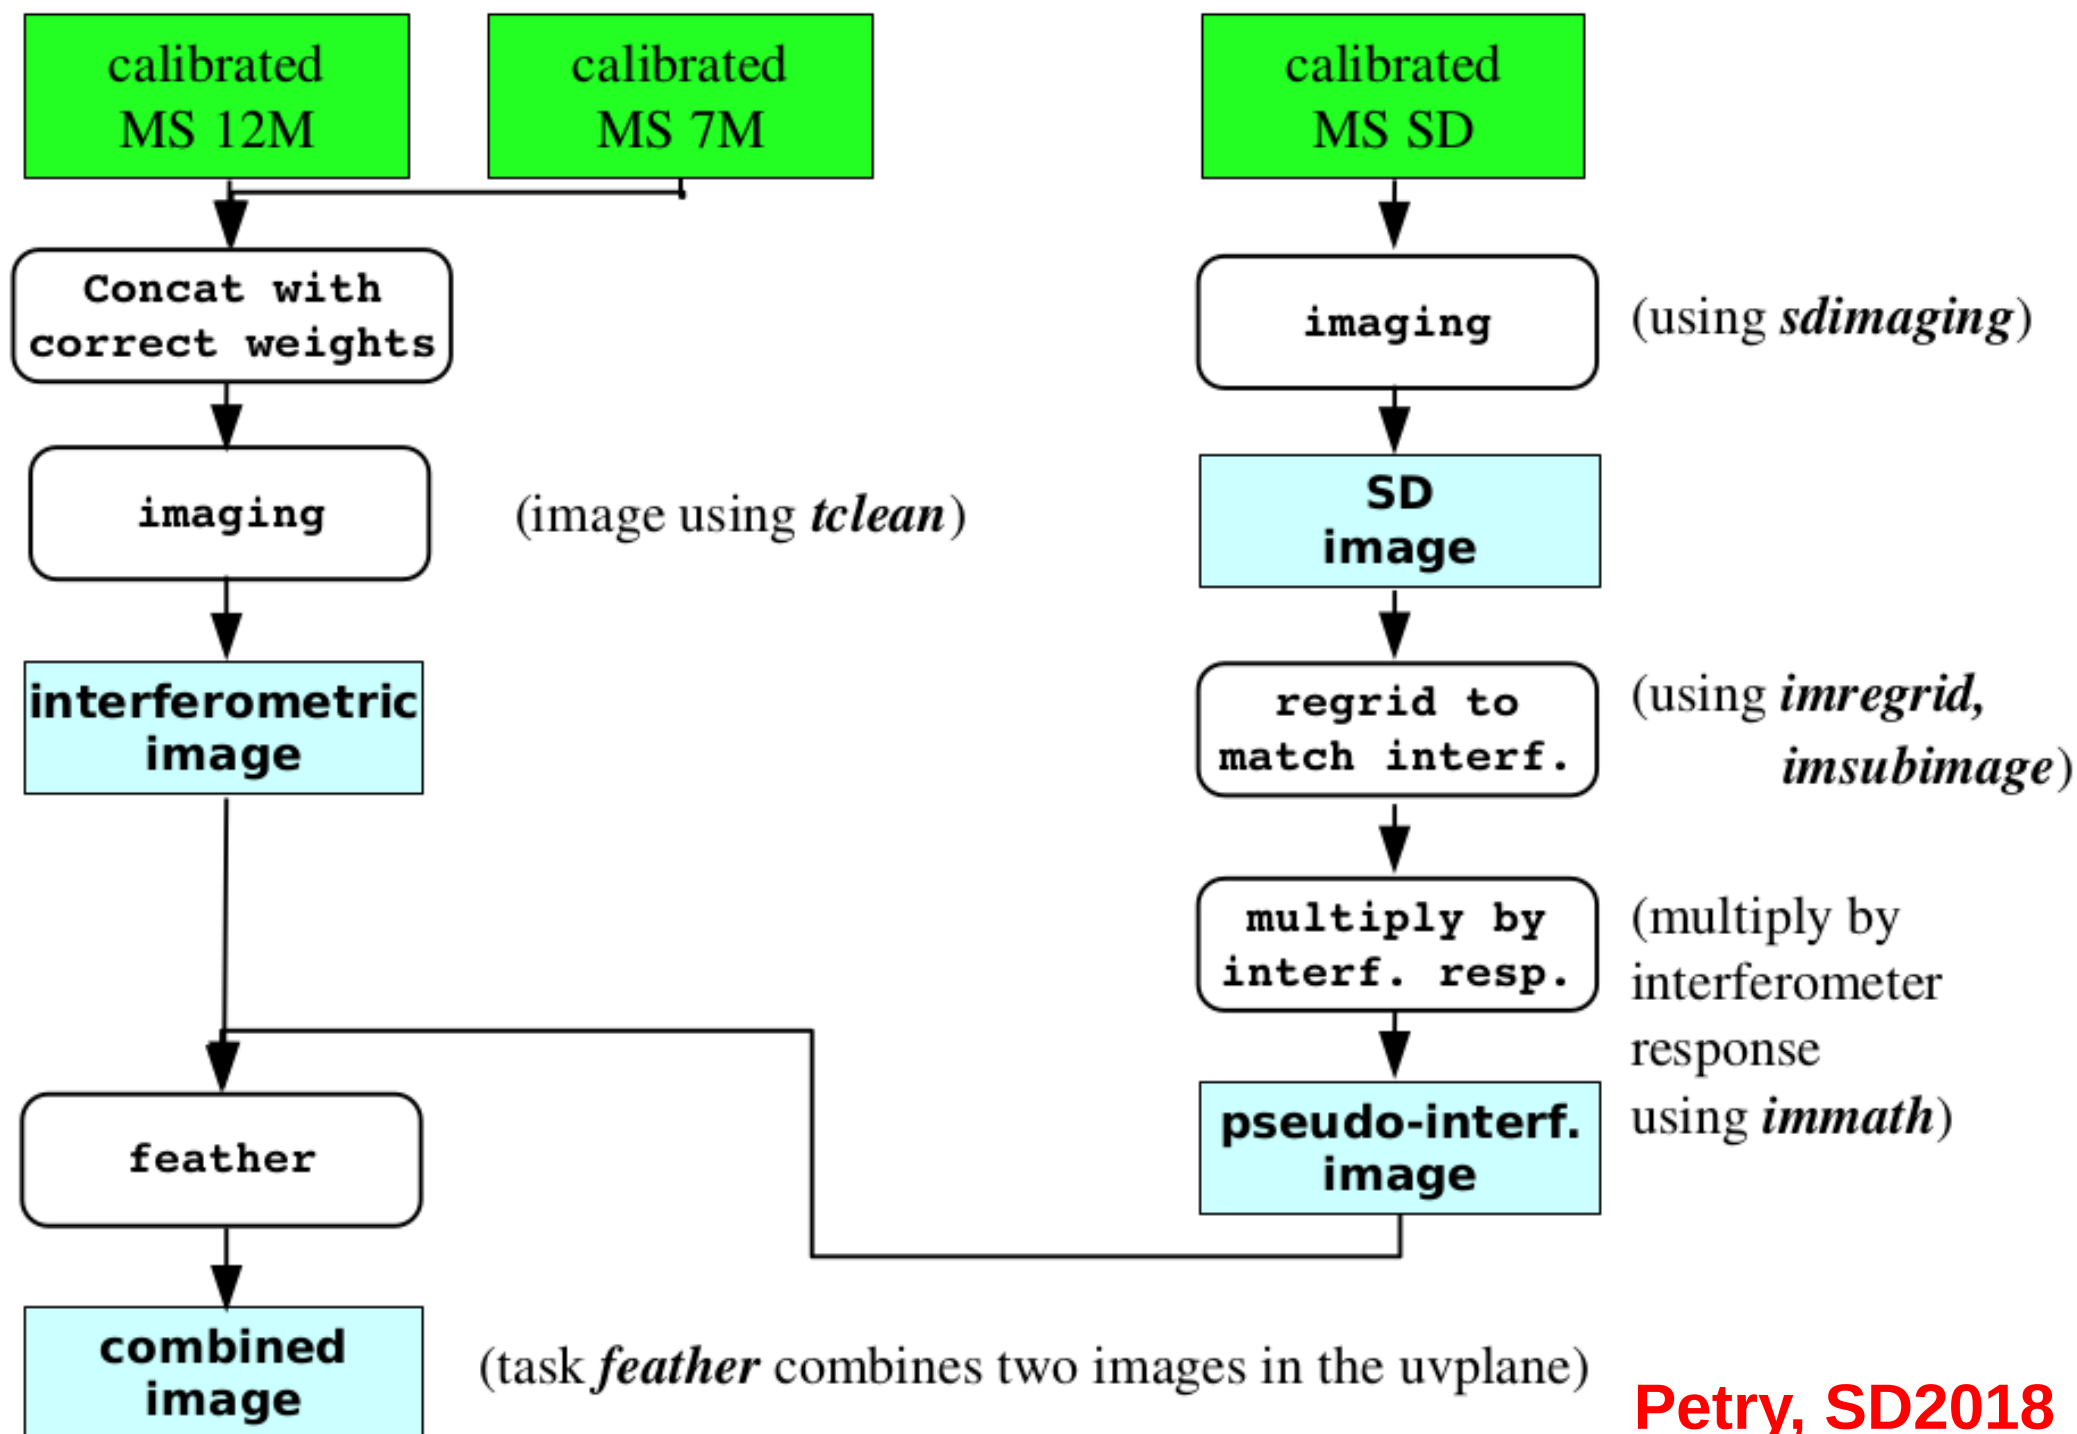 calibrated
MS 12M
calibrated
MS 7M
calibrated
MS SD
Concat with
correct weights
imaging
(using sdimaging)
imaging
(image using tclean)
SD
image
interferometric
image
regrid to
match interf.
(using imregrid,
imsubimage)
multiply by
interf. resp.
(multiply by
interferometer
response
using immath)
feather
pseudo-interf.
image
combined
image
(task feather combines two images in the uvplane)
Petry, SD2018